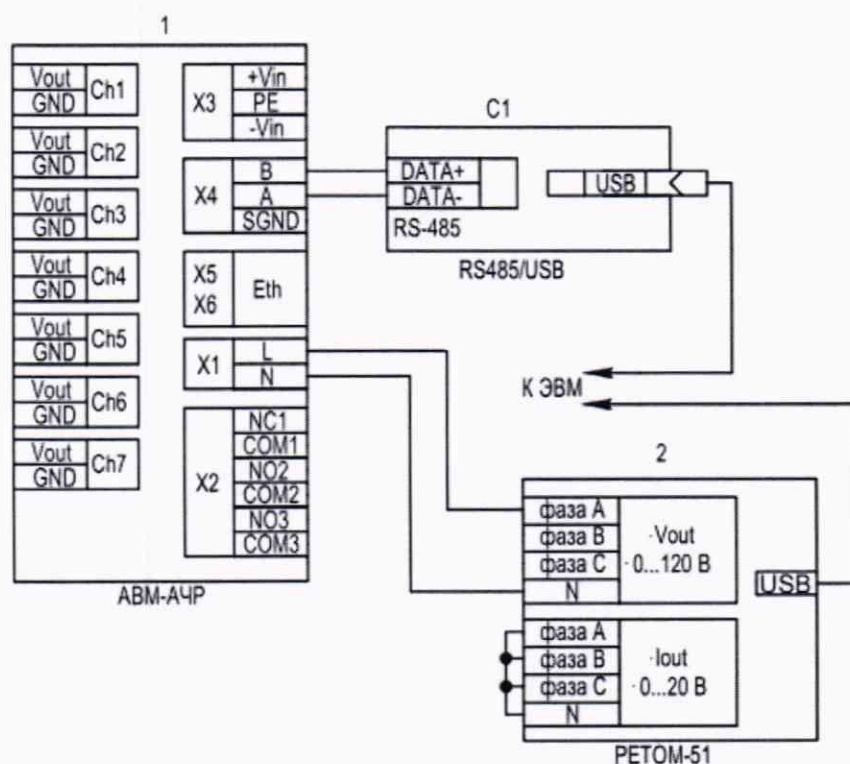 1
Vout
GND
Ch1
Vout
GND
Ch2
Vout
GND
Ch3
Vout
GND
Ch4
Vout
GND
Ch5
Vout
GND
Ch6
Vout
GND
Ch7
X3
+Vin
PE
-Vin
X4
B
A
SGND
X5
X6
Eth
X1
L
N
X2
NC1
COM1
NO2
COM2
NO3
COM3
АВМ-АЧР
C1
DATA+
DATA-
RS-485
USB
RS485/USB
К ЭВМ
2
фаза A
фаза B
фаза C
N
Vout
0...120 В
USB
фаза A
фаза B
фаза C
N
Iout
0...20 В
РЕТОМ-51